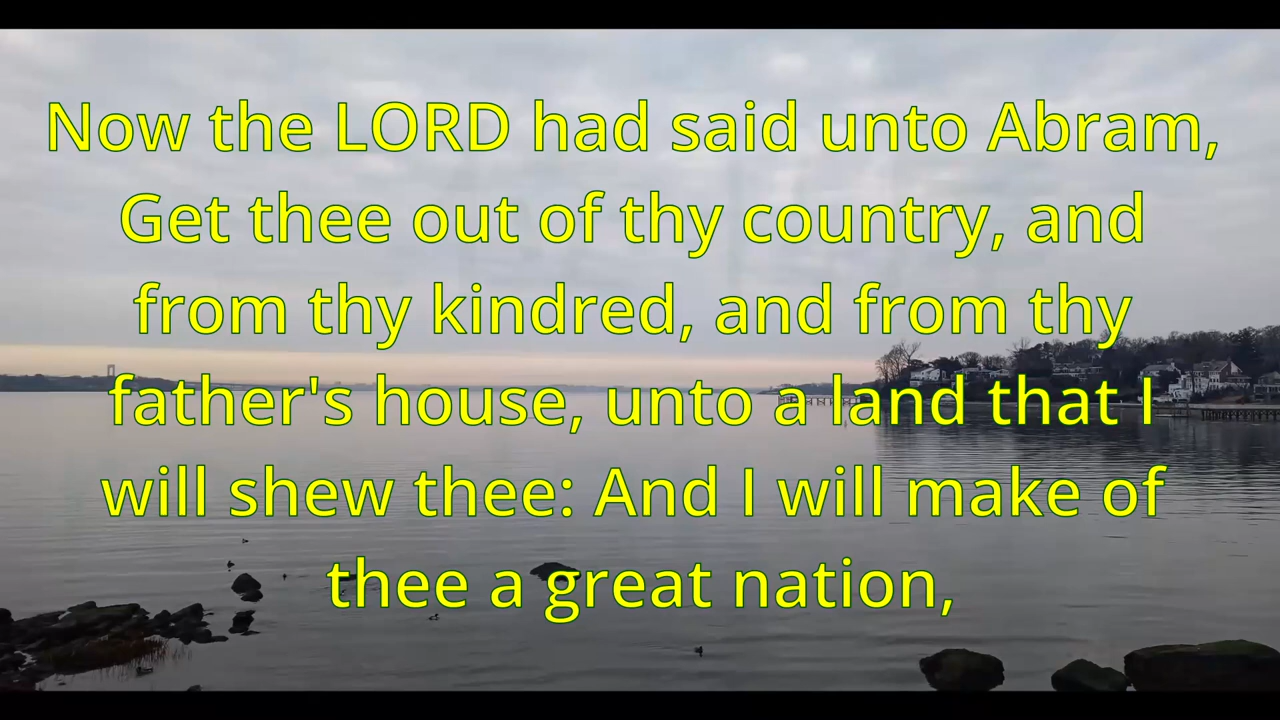 Now the LORD had said unto Abram,
Get thee out of thy country, and
from thy kindred, and from thy
father's house, unto a land that I
will shew thee: And I will make of
thee a great nation,